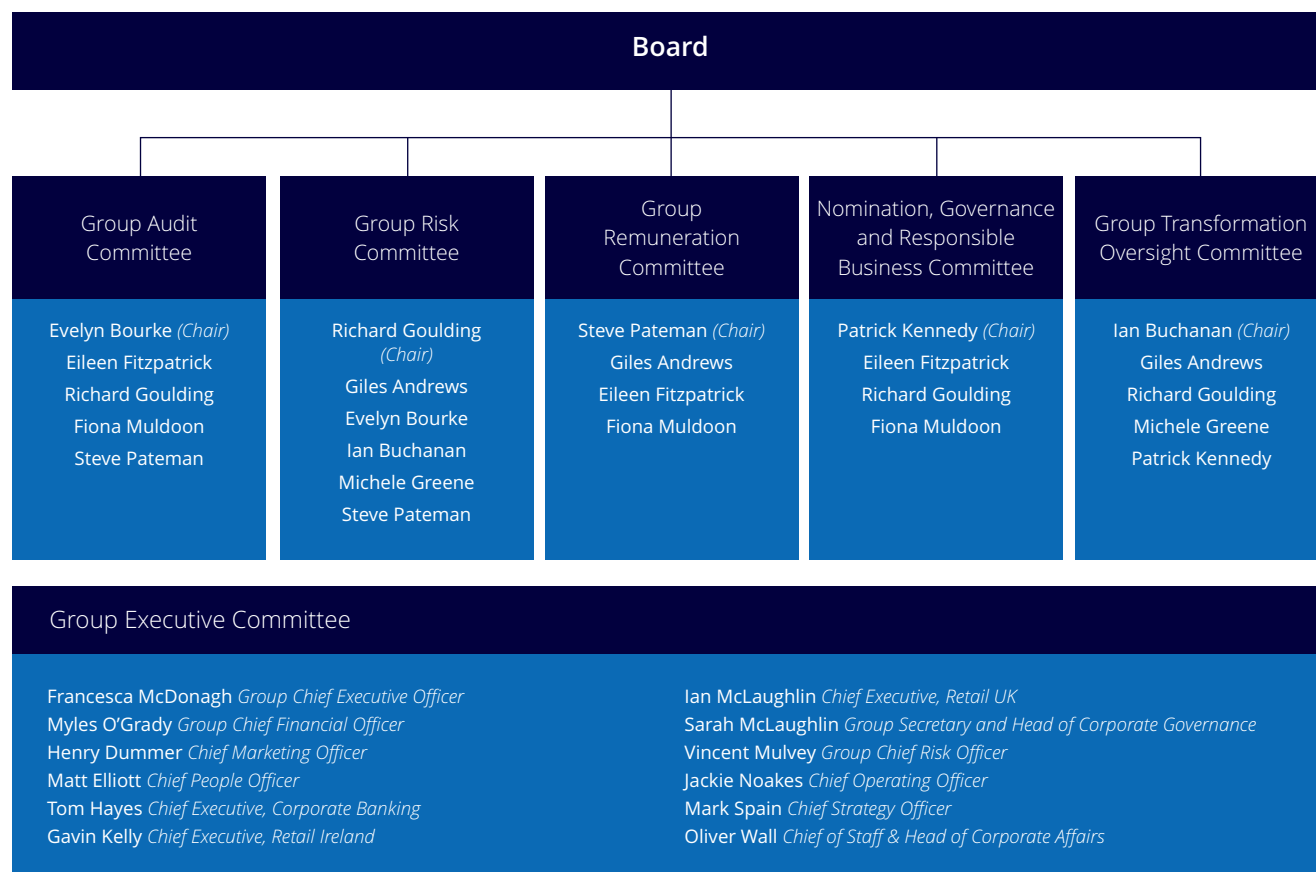 Board
Group Audit
Committee
Evelyn Bourke (Chair)
Eileen Fitzpatrick
Richard Goulding
Fiona Muldoon
Steve Pateman
Group Risk
Committee
Richard Goulding
(Chair)
Giles Andrews
Evelyn Bourke
Ian Buchanan
Michele Greene
Steve Pateman
Group
Remuneration
Committee
Steve Pateman (Chair)
Giles Andrews
Eileen Fitzpatrick
Fiona Muldoon
Nomination, Governance
and Responsible
Business Committee
Patrick Kennedy (Chair)
Eileen Fitzpatrick
Richard Goulding
Fiona Muldoon
Group Transformation
Oversight Committee
Ian Buchanan (Chair)
Giles Andrews
Richard Goulding
Michele Greene
Patrick Kennedy
Group Executive Committee
Francesca McDonagh Group Chief Executive Officer
Myles O’Grady Group Chief Financial Officer
Henry Dummer Chief Marketing Officer
Matt Elliott Chief People Officer
Tom Hayes Chief Executive, Corporate Banking
Gavin Kelly Chief Executive, Retail Ireland
Ian McLaughlin Chief Executive, Retail UK
Sarah McLaughlin Group Secretary and Head of Corporate Governance
Vincent Mulvey Group Chief Risk Officer
Jackie Noakes Chief Operating Officer
Mark Spain Chief Strategy Officer
Oliver Wall Chief of Staff & Head of Corporate Affairs